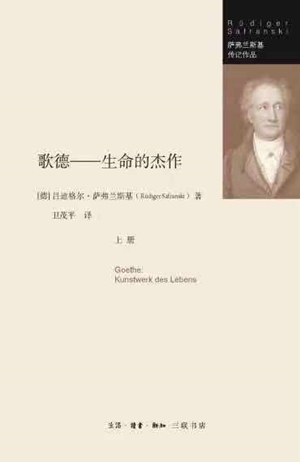 Rüdiger
Safranski
萨弗兰斯基
传记作品
歌德——生命的杰作
[德]吕迪格尔·萨弗兰斯基（Rüdiger Safranski）著
卫茂平 译
上册
Goethe:
Kunstwerk des Lebens
生活·讀書·新知 三联书店